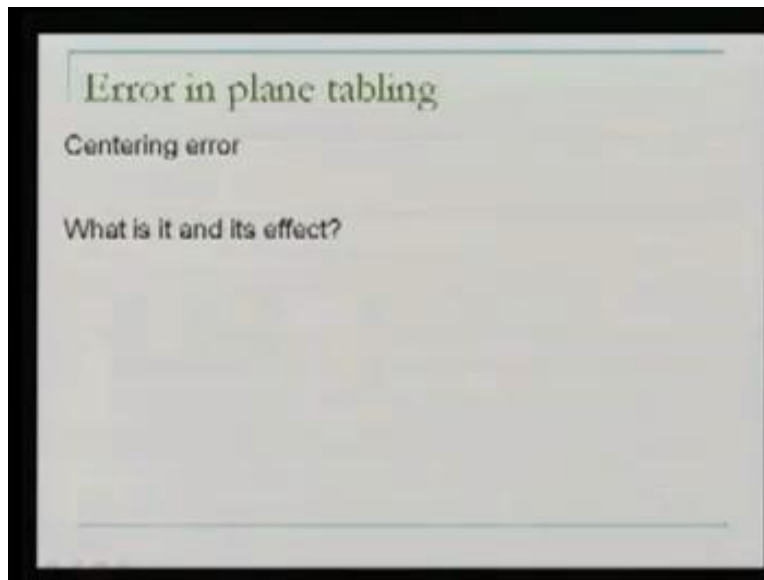 Error in plane tabling
Centering error
What is it and its effect?